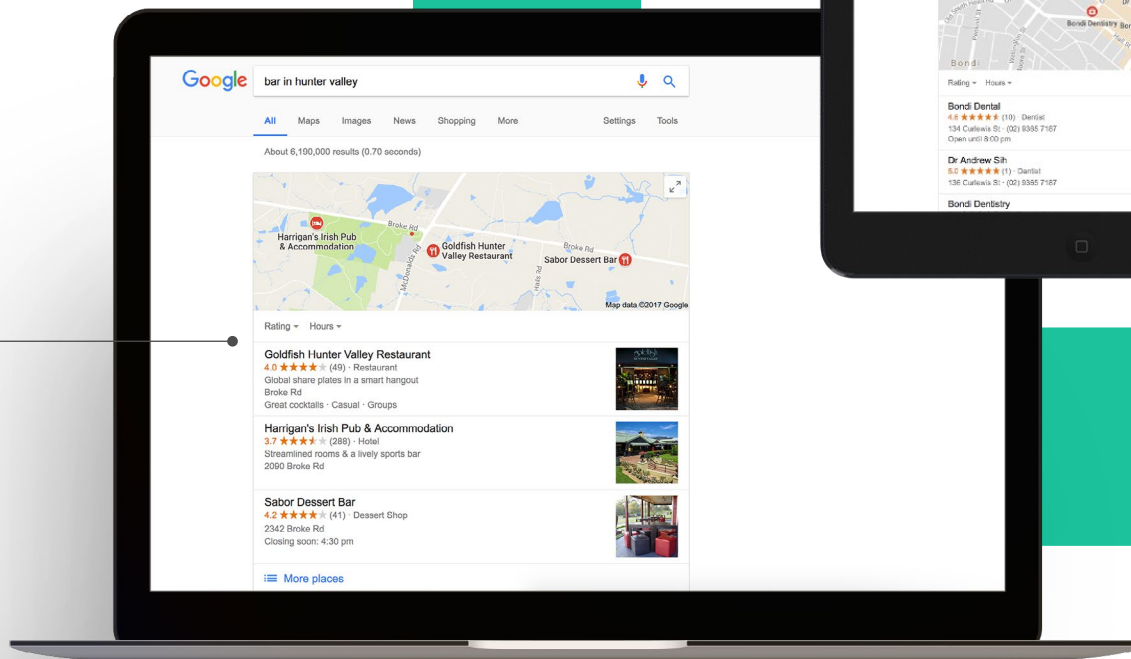 Google
bar in hunter valley
All Maps Images News Shopping More Settings Tools
About 6,190,000 results (0.70 seconds)
Broke Rd
Harrigan's Irish Pub
& Accommodation
McDonalds Rd
Goldfish Hunter
Valley Restaurant
Broke Rd
Sabor Dessert Bar
Halls Rd
Map data ©2017 Google
Rating Hours
Goldfish Hunter Valley Restaurant
4.0 ★★★★★ (49) · Restaurant
Global share plates in a smart hangout
Broke Rd
Great cocktails · Casual · Groups
Harrigan's Irish Pub & Accommodation
3.7 ★★★★★ (288) · Hotel
Streamlined rooms & a lively sports bar
2090 Broke Rd
Sabor Dessert Bar
4.2 ★★★★★ (41) · Dessert Shop
2342 Broke Rd
Closing soon: 4:30 pm
More places
Bondi Dentistry
Bondi
Rating Hours
Bondi Dental
4.6 ★★★★★ (10) · Dentist
134 Curlewis St · (02) 9365 7187
Open until 8:00 pm
Dr Andrew Sih
5.0 ★★★★★ (1) · Dentist
136 Curlewis St · (02) 9365 7187
Bondi Dentistry